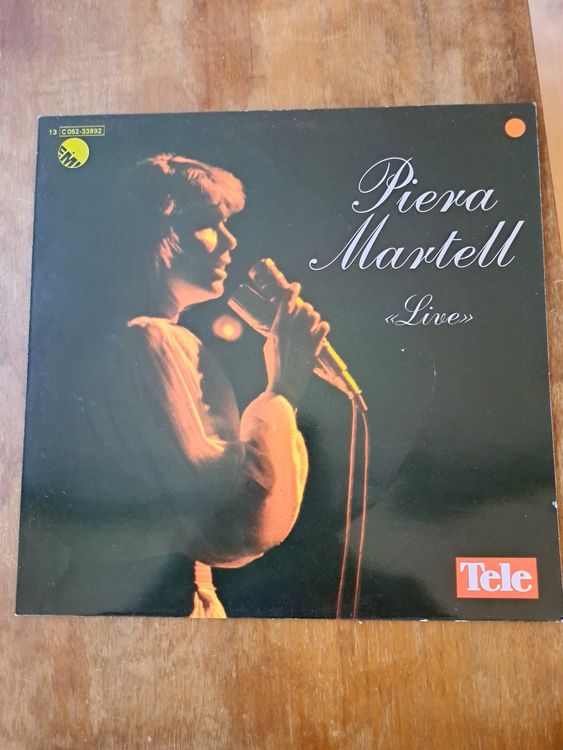 13 C 062-33892
EMI
Piera
Martell
«Live»
Tele